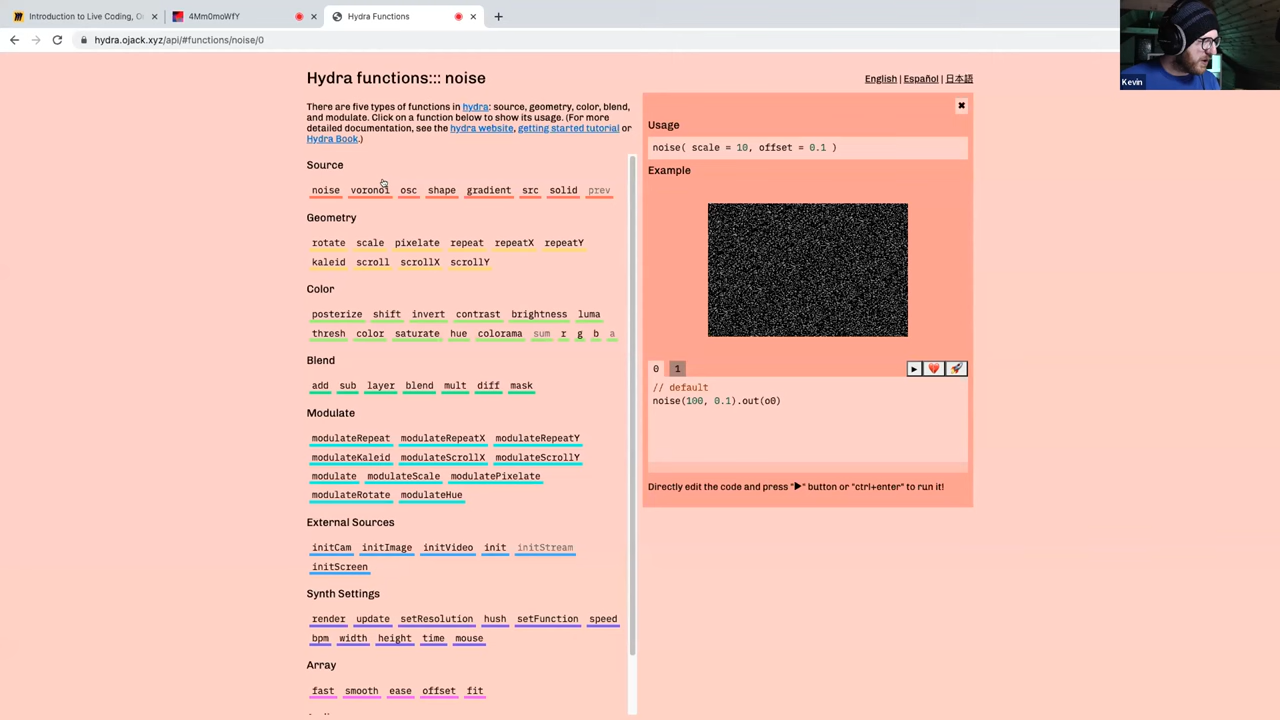 Introduction to Live Coding, O
4Mm0moWfY
Hydra Functions
hydra.ojack.xyz/api/#functions/noise/0
Kevin
Hydra functions::: noise
English | Español | 日本語
There are five types of functions in hydra: source, geometry, color, blend,
and modulate. Click on a function below to show its usage. (For more
detailed documentation, see the hydra website, getting started tutorial or
Hydra Book.)
Source
noise voronoi osc shape gradient src solid prev
Geometry
rotate scale pixelate repeat repeatX repeatY
kaleid scroll scrollX scrollY
Color
posterize shift invert contrast brightness luma
thresh color saturate hue colorama sum r g b a
Blend
add sub layer blend mult diff mask
Modulate
modulateRepeat modulateRepeatX modulateRepeatY
modulateKaleid modulateScrollX modulateScrollY
modulate modulateScale modulatePixelate
modulateRotate modulateHue
External Sources
initCam initImage initVideo init initStream
initScreen
Synth Settings
render update setResolution hush setFunction speed
bpm width height time mouse
Array
fast smooth ease offset fit
Usage
noise( scale = 10, offset = 0.1 )
Example
0 1
// default
noise(100, 0.1).out(o0)
Directly edit the code and press "▶" button or "ctrl+enter" to run it!